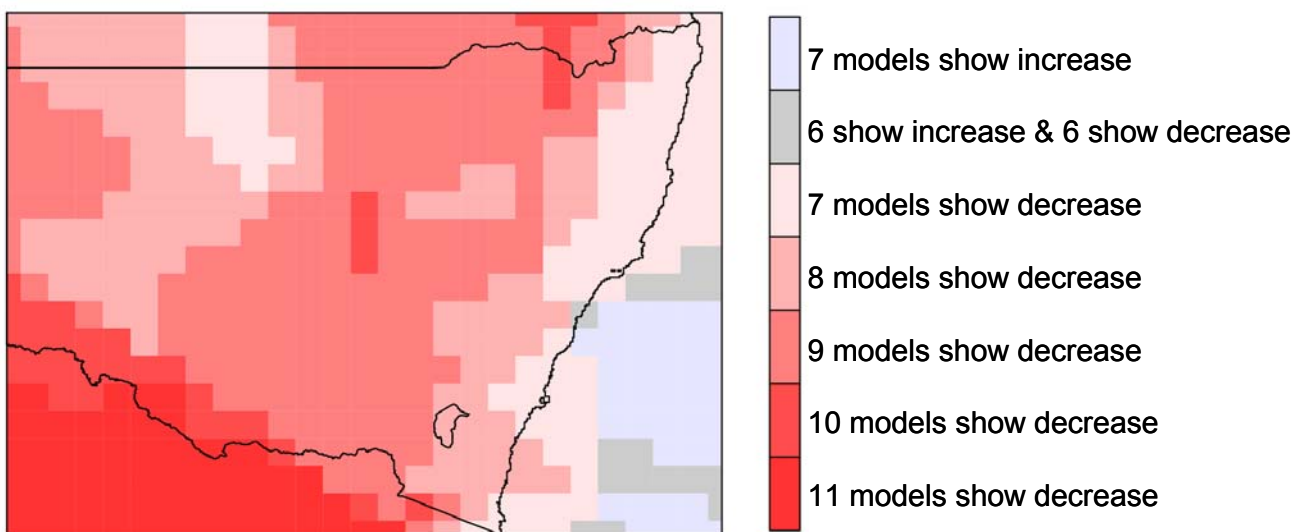 7 models show increase
6 show increase & 6 show decrease
7 models show decrease
8 models show decrease
9 models show decrease
10 models show decrease
11 models show decrease